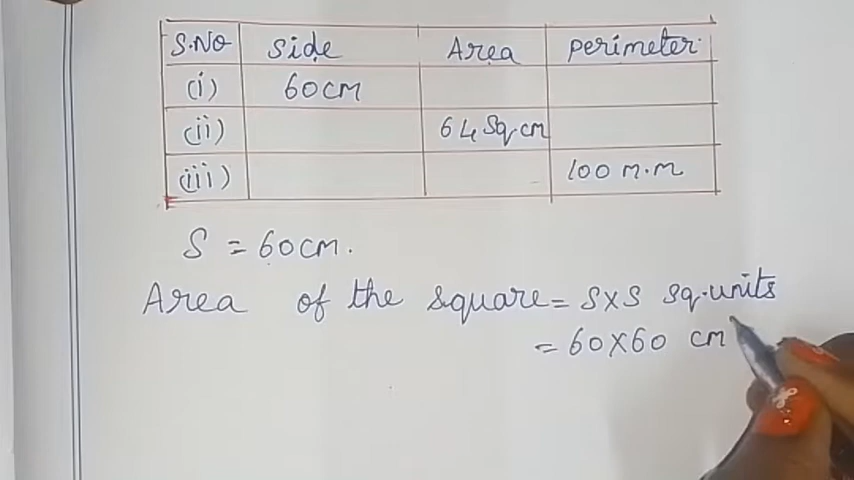 S.No Side Area perimeter
(i) 60cm
(ii) 64 Sq.cm
(iii) 100 m.m
S = 60cm.
Area of the square = S×S sq.units
= 60×60 cm